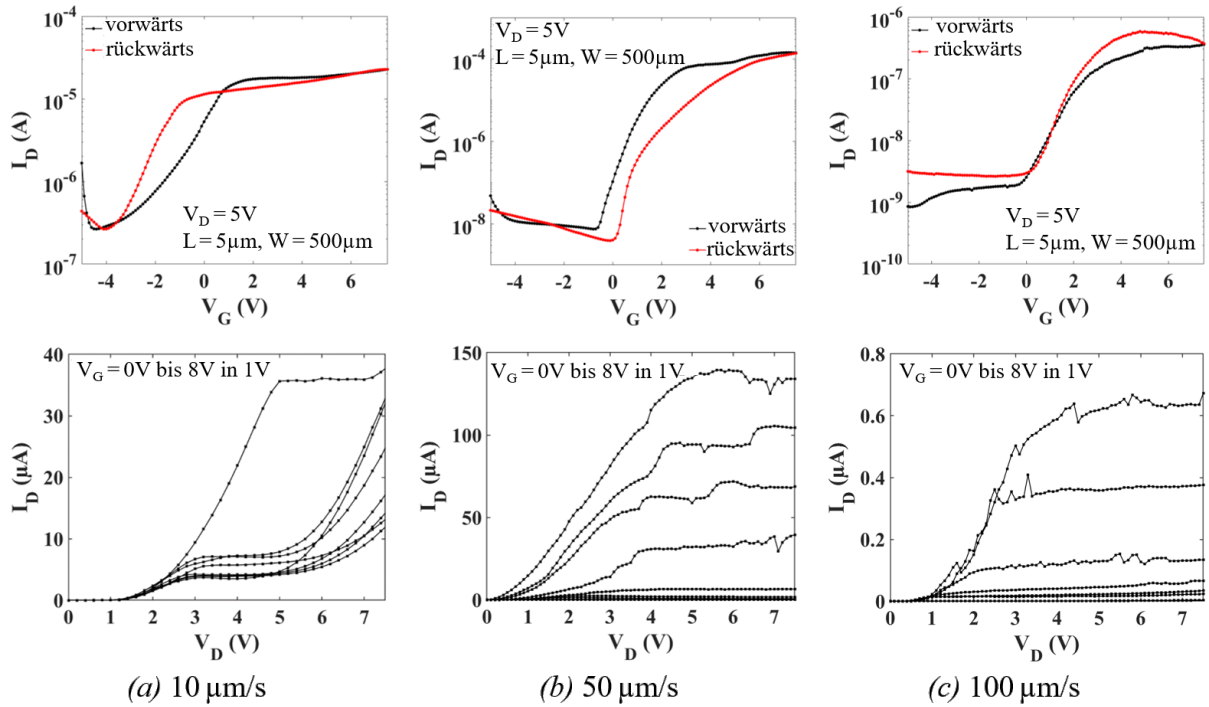 10^-4
10^-5
10^-6
10^-7
I_D (A)
vorwärts
rückwärts
V_D = 5V
L = 5µm, W = 500µm
-4 -2 0 2 4 6
V_G (V)
10^-4
10^-6
10^-8
I_D (A)
V_D = 5V
L = 5µm, W = 500µm
vorwärts
rückwärts
-4 -2 0 2 4 6
V_G (V)
10^-6
10^-7
10^-8
10^-9
10^-10
I_D (A)
vorwärts
rückwärts
V_D = 5V
L = 5µm, W = 500µm
-4 -2 0 2 4 6
V_G (V)
40
30
20
10
0
I_D (µA)
V_G = 0V bis 8V in 1V
0 1 2 3 4 5 6 7
V_D (V)
150
100
50
0
I_D (µA)
V_G = 0V bis 8V in 1V
0 1 2 3 4 5 6 7
V_D (V)
0.8
0.6
0.4
0.2
0
I_D (µA)
V_G = 0V bis 8V in 1V
0 1 2 3 4 5 6 7
V_D (V)
(a) 10 µm/s
(b) 50 µm/s
(c) 100 µm/s